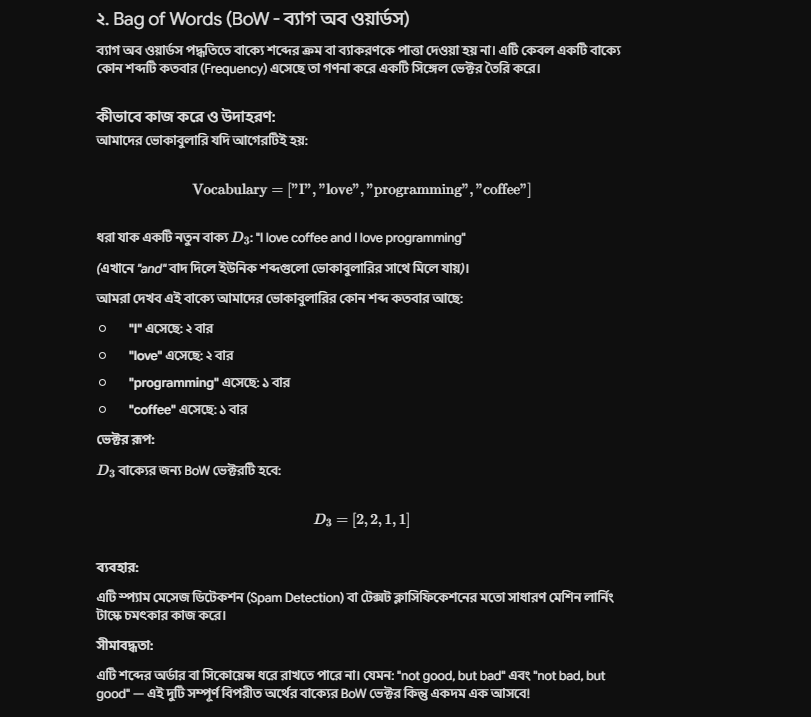 ২. Bag of Words (BoW - ব্যাগ অব ওয়ার্ডস)
ব্যাগ অব ওয়ার্ডস পদ্ধতিতে বাক্যে শব্দের ক্রম বা ব্যাকরণকে পাত্তা দেওয়া হয় না। এটি কেবল একটি বাক্যে
কোন শব্দটি কতবার (Frequency) এসেছে তা গণনা করে একটি সিঙ্গেল ভেক্টর তৈরি করে।
কীভাবে কাজ করে ও উদাহরণ:
আমাদের ভোকাবুলারি যদি আগেরটিই হয়:
Vocabulary = ["I", "love", "programming", "coffee"]
ধরা যাক একটি নতুন বাক্য D₃: "I love coffee and I love programming"
(এখানে "and" বাদ দিলে ইউনিক শব্দগুলো ভোকাবুলারির সাথে মিলে যায়)।
আমরা দেখব এই বাক্যে আমাদের ভোকাবুলারির কোন শব্দ কতবার আছে:
○ "I" এসেছে: ২ বার
○ "love" এসেছে: ২ বার
○ "programming" এসেছে: ১ বার
○ "coffee" এসেছে: ১ বার
ভেক্টর রূপ:
D₃ বাক্যের জন্য BoW ভেক্টরটি হবে:
D₃ = [2, 2, 1, 1]
ব্যবহার:
এটি স্প্যাম মেসেজ ডিটেকশন (Spam Detection) বা টেক্সট ক্লাসিফিকেশনের মতো সাধারণ মেশিন লার্নিং
টাস্কে চমৎকার কাজ করে।
সীমাবদ্ধতা:
এটি শব্দের অর্ডার বা সিকোয়েন্স ধরে রাখতে পারে না। যেমন: "not good, but bad" এবং "not bad, but
good" — এই দুটি সম্পূর্ণ বিপরীত অর্থের বাক্যের BoW ভেক্টর কিন্তু একদম এক আসবে!